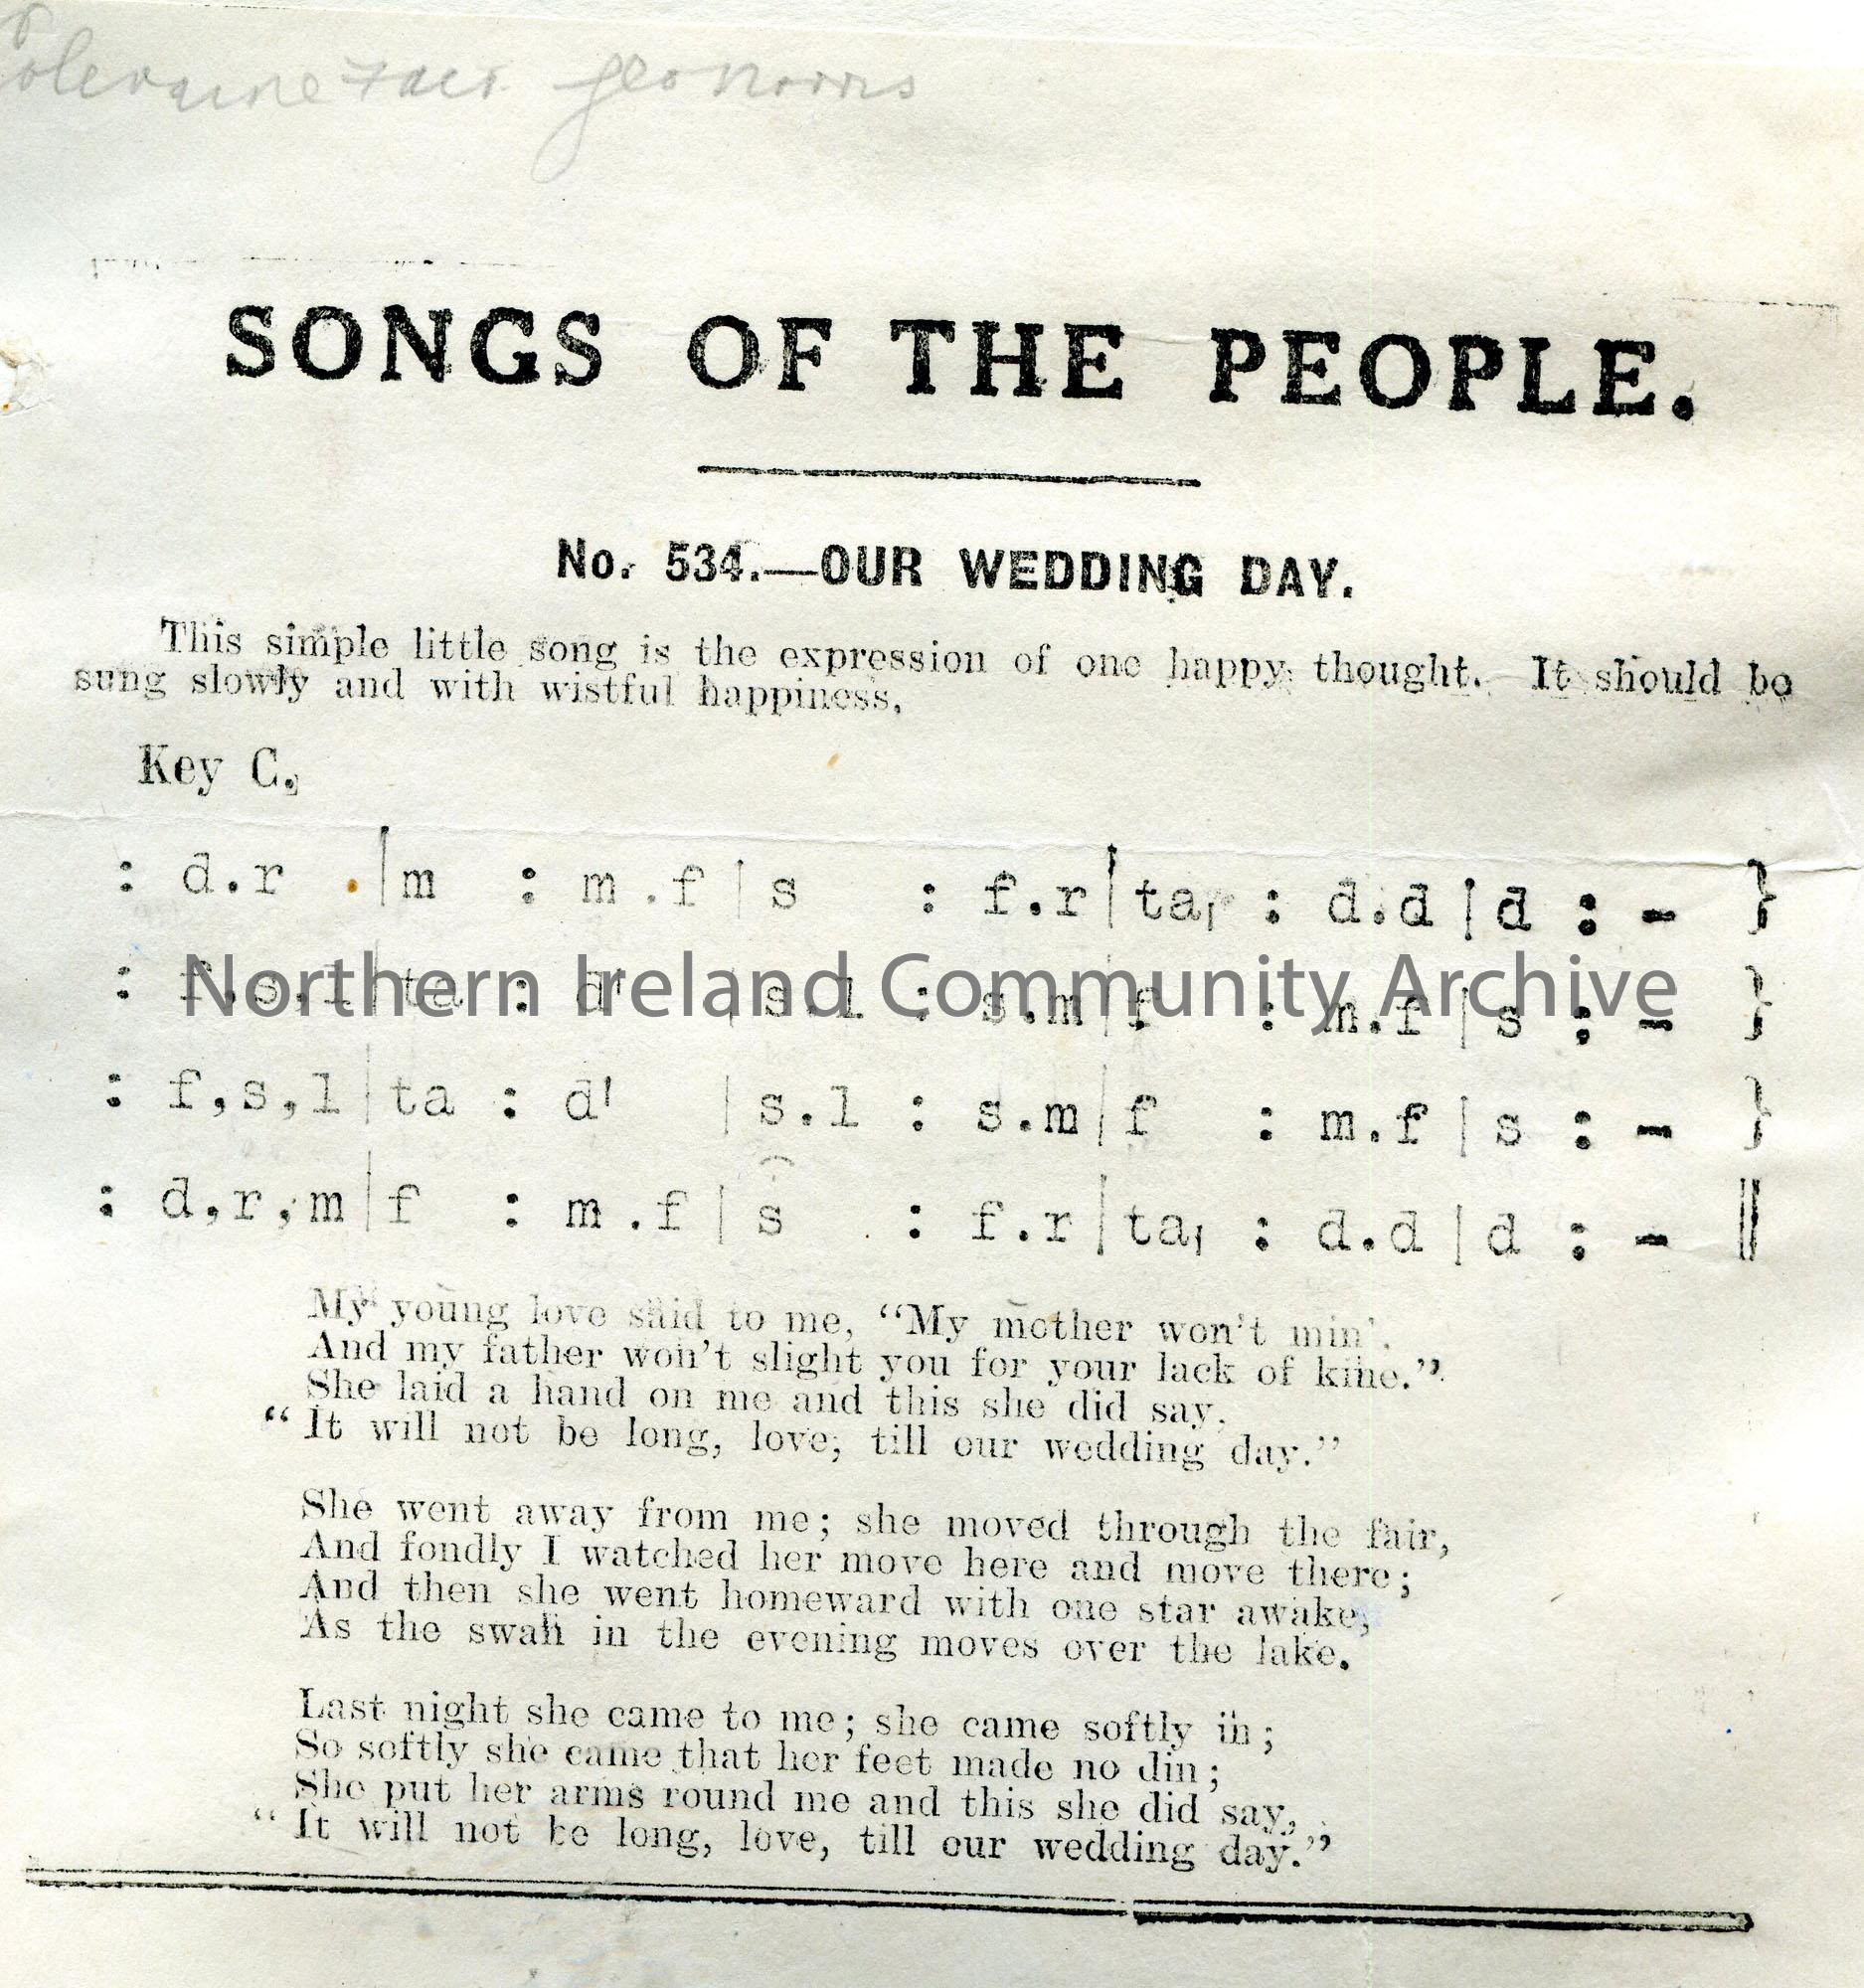 SONGS OF THE PEOPLE.
No. 534.—OUR WEDDING DAY.
This simple little song is the expression of one happy thought. It should be
sung slowly and with wistful happiness.
Key C.
: d.r |m : m.f|s : f.r|ta₁ : d.d|d : - }
: f,s,l|ta : d' |s.l : s.m|f : m.f|s : - }
Northern Ireland Community Archive
: f,s,l|ta : d' |s.l : s.m|f : m.f|s : - }
: d,r,m|f : m.f|s : f.r|ta₁ : d.d|d : - ||
My young love said to me, “My mother won't min'.
And my father won't slight you for your lack of kine.”
She laid a hand on me and this she did say,
“It will not be long, love, till our wedding day.”
She went away from me; she moved through the fair,
And fondly I watched her move here and move there;
And then she went homeward with one star awake,
As the swan in the evening moves over the lake.
Last night she came to me; she came softly in;
So softly she came that her feet made no din;
She put her arms round me and this she did say,
“It will not be long, love, till our wedding day.”